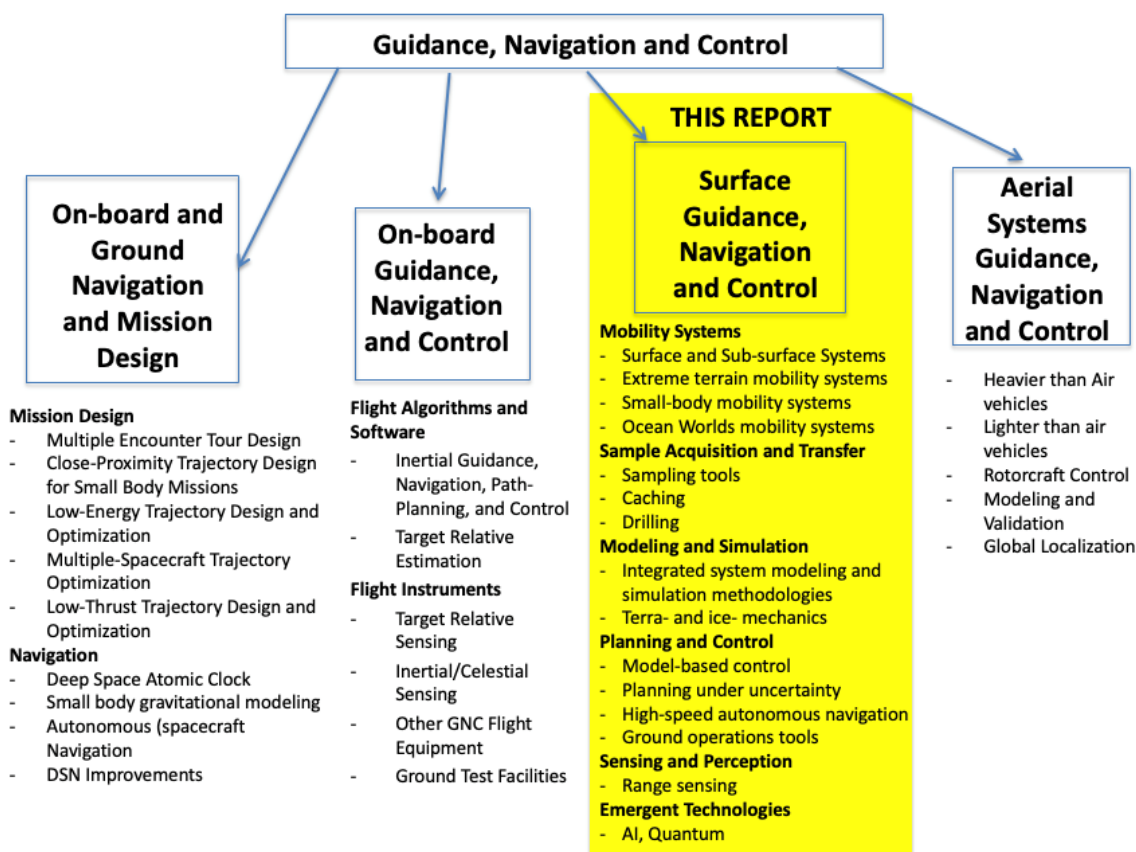 Guidance, Navigation and Control
On-board and
Ground
Navigation
and Mission
Design
Mission Design
- Multiple Encounter Tour Design
- Close-Proximity Trajectory Design
for Small Body Missions
- Low-Energy Trajectory Design and
Optimization
- Multiple-Spacecraft Trajectory
Optimization
- Low-Thrust Trajectory Design and
Optimization
Navigation
- Deep Space Atomic Clock
- Small body gravitational modeling
- Autonomous (spacecraft
Navigation
- DSN Improvements
On-board
Guidance,
Navigation
and Control
Flight Algorithms and
Software
- Inertial Guidance,
Navigation, Path-
Planning, and Control
- Target Relative
Estimation
Flight Instruments
- Target Relative
Sensing
- Inertial/Celestial
Sensing
- Other GNC Flight
Equipment
- Ground Test Facilities
THIS REPORT
Surface
Guidance,
Navigation
and Control
Mobility Systems
- Surface and Sub-surface Systems
- Extreme terrain mobility systems
- Small-body mobility systems
- Ocean Worlds mobility systems
Sample Acquisition and Transfer
- Sampling tools
- Caching
- Drilling
Modeling and Simulation
- Integrated system modeling and
simulation methodologies
- Terra- and ice- mechanics
Planning and Control
- Model-based control
- Planning under uncertainty
- High-speed autonomous navigation
- Ground operations tools
Sensing and Perception
- Range sensing
Emergent Technologies
- AI, Quantum
Aerial
Systems
Guidance,
Navigation
and Control
- Heavier than Air
vehicles
- Lighter than air
vehicles
- Rotorcraft Control
- Modeling and
Validation
- Global Localization